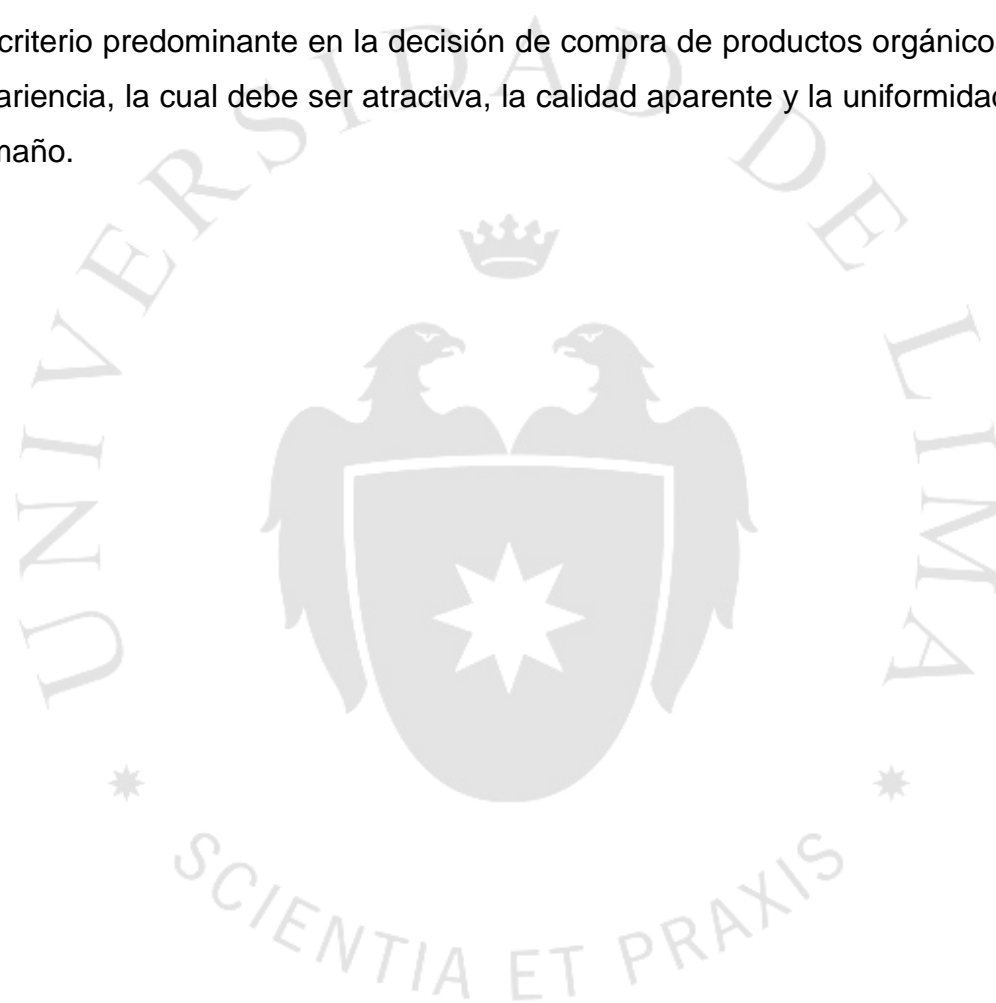 criterio predominante en la decisión de compra de productos orgánico
ariencia, la cual debe ser atractiva, la calidad aparente y la uniformidad
maño.
UNIVERSIDAD DE LIMA
SCIENTIA ET PRAXIS